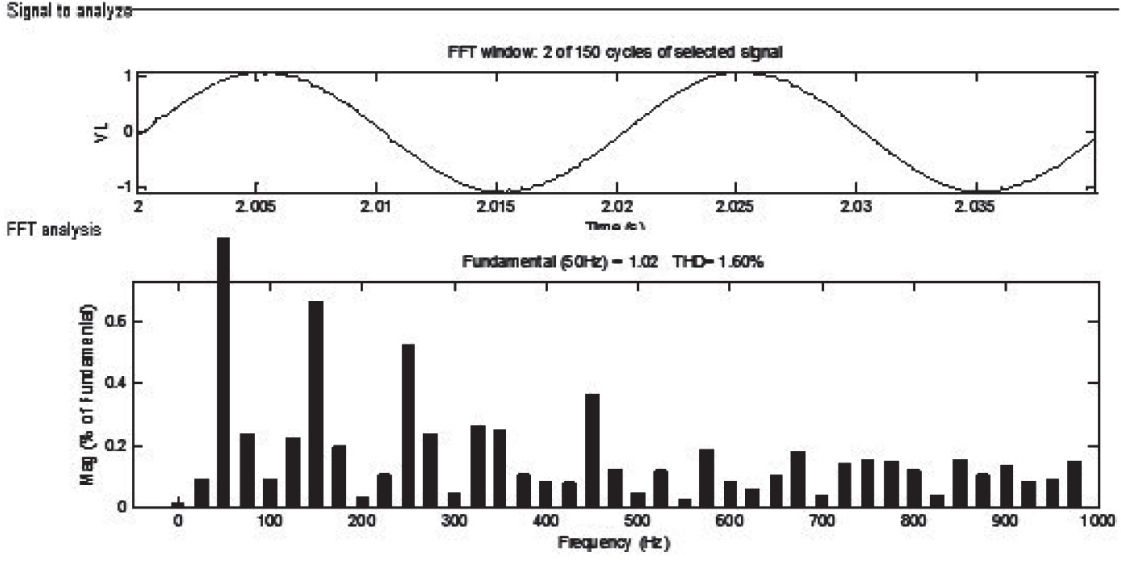 Signal to analyze
FFT window: 2 of 150 cycles of selected signal
1
0
-1
VL
2 2.005 2.01 2.015 2.02 2.025 2.03 2.035
Time (s)
FFT analysis
Fundamental (50Hz) = 1.02 THD= 1.60%
0.6
0.4
0.2
0
Mag (% of Fundamental)
0 100 200 300 400 500 600 700 800 900 1000
Frequency (Hz)